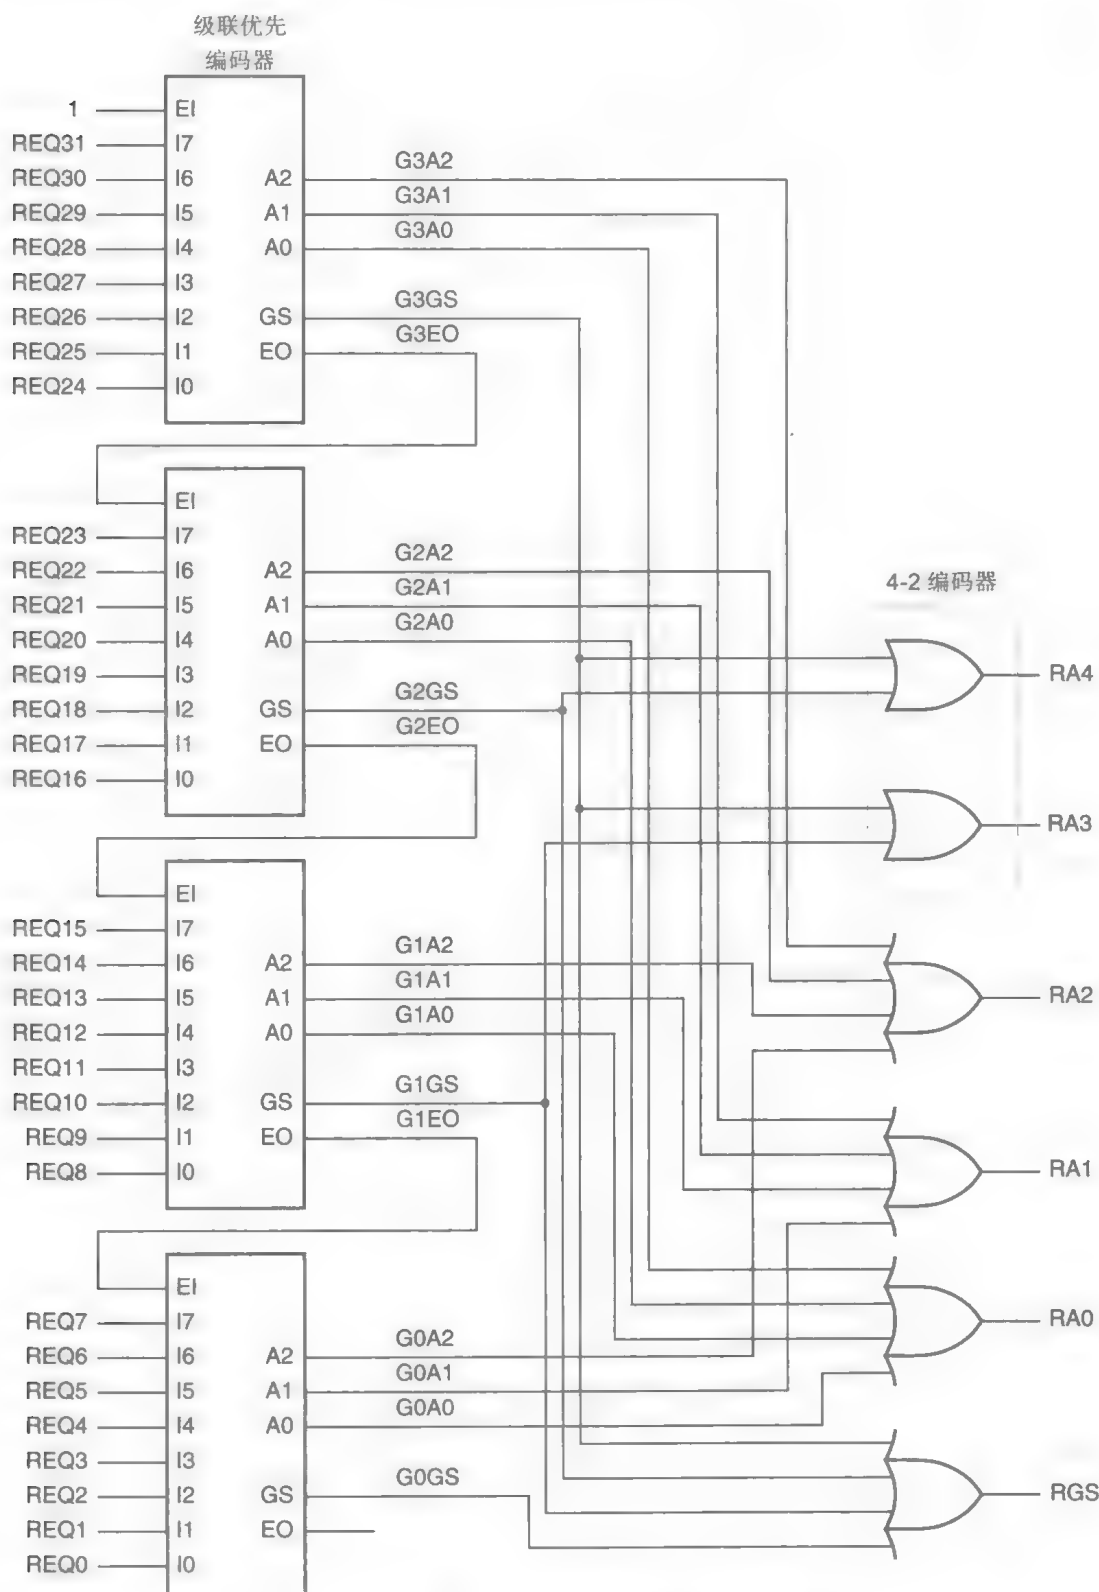 级联优先
编码器
1
EI
REQ31
I7
REQ30
I6
A2
G3A2
REQ29
I5
A1
G3A1
REQ28
I4
A0
G3A0
REQ27
I3
REQ26
I2
GS
G3GS
REQ25
I1
EO
G3EO
REQ24
I0
EI
REQ23
I7
REQ22
I6
A2
G2A2
REQ21
I5
A1
G2A1
REQ20
I4
A0
G2A0
REQ19
I3
REQ18
I2
GS
G2GS
REQ17
I1
EO
G2EO
REQ16
I0
EI
REQ15
I7
REQ14
I6
A2
G1A2
REQ13
I5
A1
G1A1
REQ12
I4
A0
G1A0
REQ11
I3
REQ10
I2
GS
G1GS
REQ9
I1
EO
G1EO
REQ8
I0
EI
REQ7
I7
REQ6
I6
A2
G0A2
REQ5
I5
A1
G0A1
REQ4
I4
A0
G0A0
REQ3
I3
REQ2
I2
GS
G0GS
REQ1
I1
EO
REQ0
I0
4-2 编码器
RA4
RA3
RA2
RA1
RA0
RGS